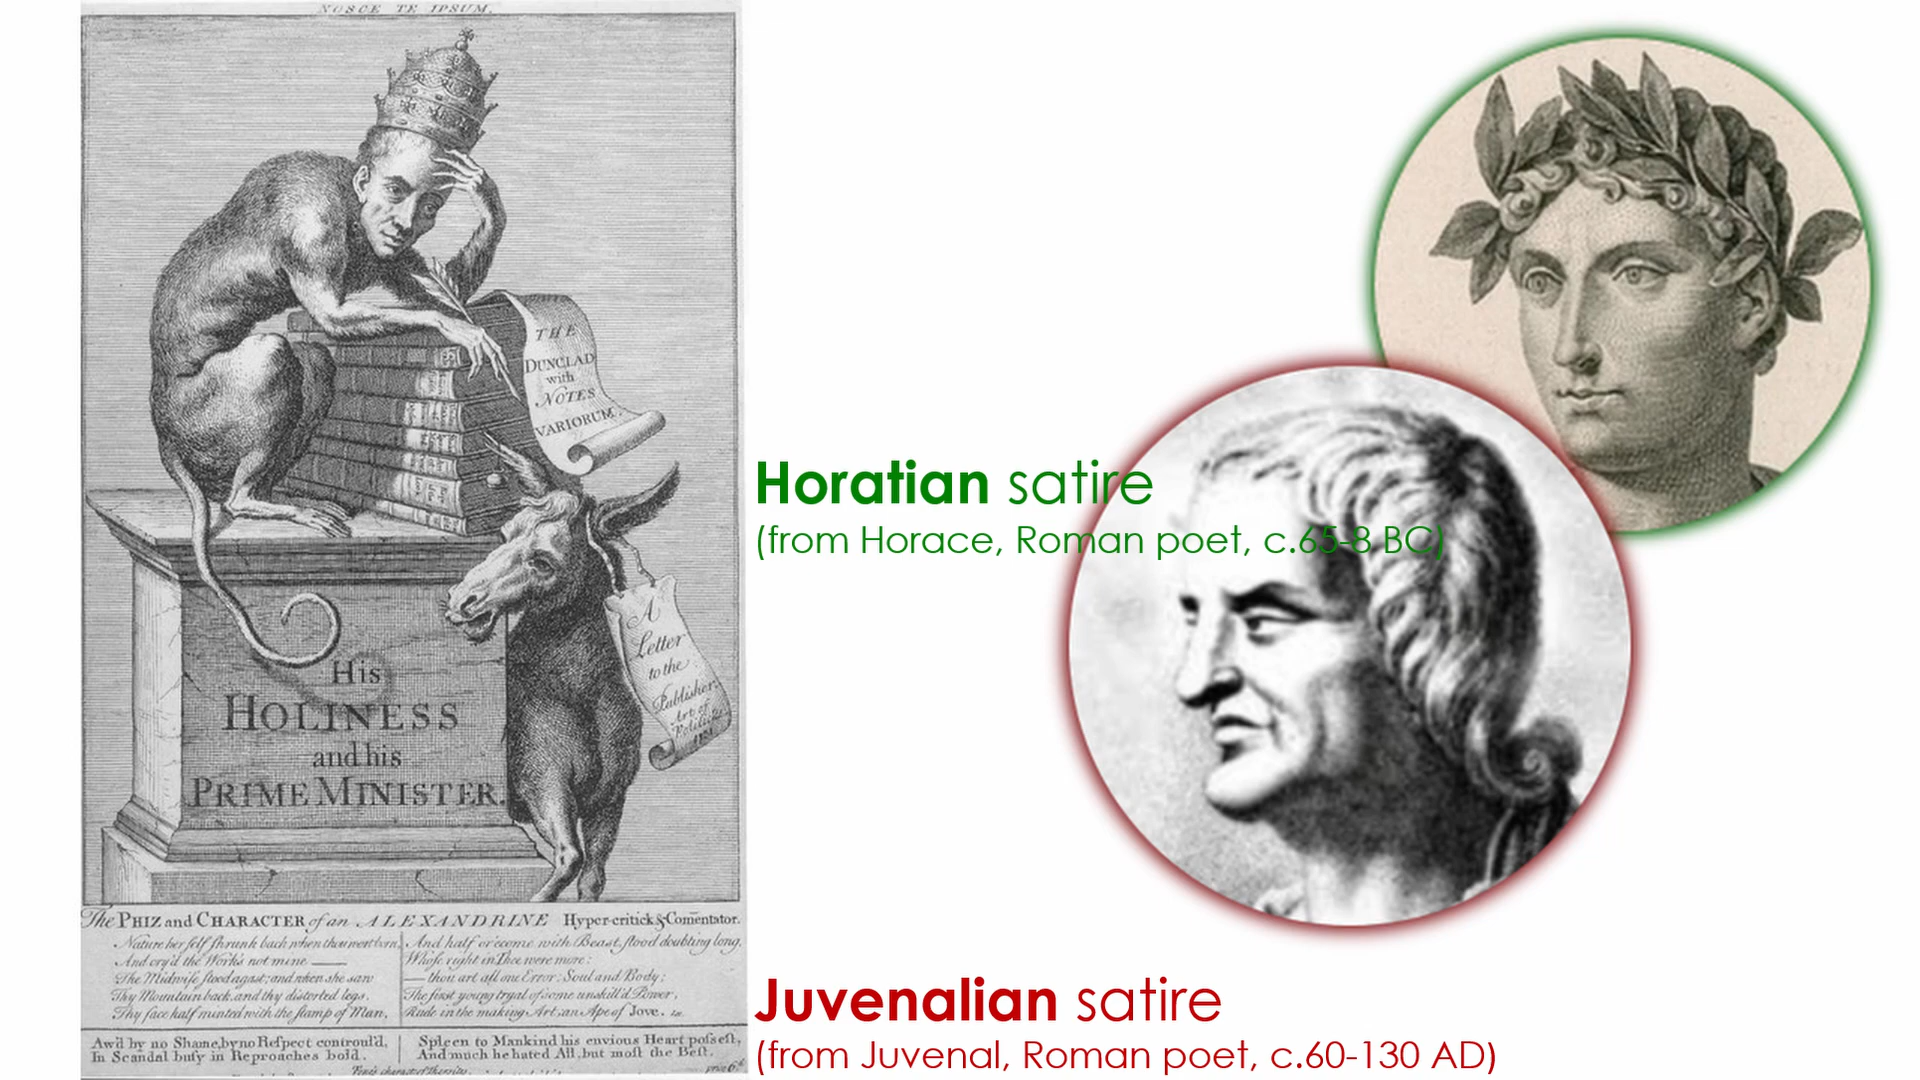 NOSCE TE IPSUM.
THE
DUNCIAD
with
NOTES
VARIORUM.
A
Letter
to the
Publisher
Art of
Politicks
His
HOLINESS
and his
PRIME MINISTER.
The PHIZ and CHARACTER of an ALEXANDRINE Hyper-critick & Comentator.
Nature her self shrunk back when thou wert born,
And cry'd the Work's not mine
The Midwife stood agast; and when she saw
Thy Mountain back, and thy distorted legs,
Thy face half minted with the stamp of Man,
And half o'ercome with Beast, stood doubting long,
Whose right in Thee were more:
thou art all one Error; Soul and Body;
The first young tryal of some unskill'd Power,
Rude in the making Art, an Ape of Jove.
Aw'd by no Shame, by no Respect controul'd,
In Scandal busy in Reproaches bold.
Spleen to Mankind his envious Heart possest,
And much he hated All, but most the Best.
Horatian satire
(from Horace, Roman poet, c.65-8 BC)
Juvenalian satire
(from Juvenal, Roman poet, c.60-130 AD)